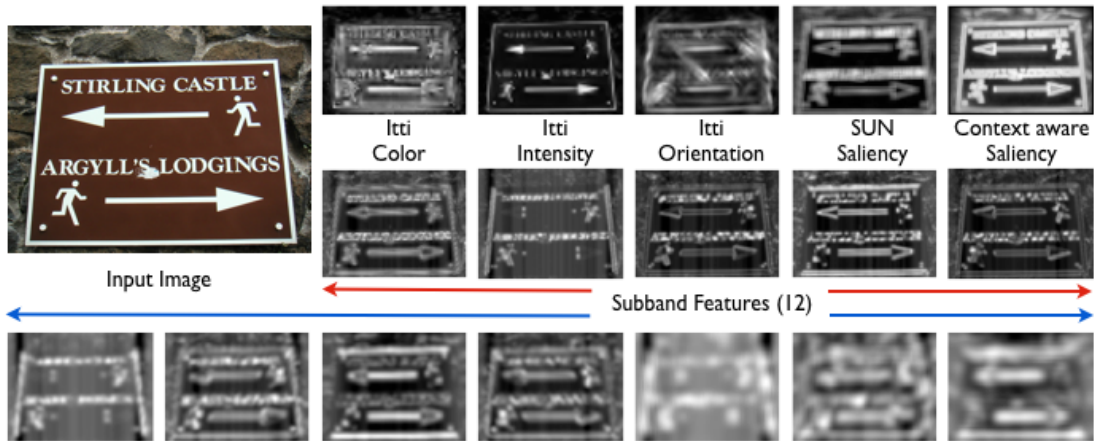 STIRLING CASTLE
ARGYLL'S LODGINGS
Input Image
Itti
Color
Itti
Intensity
Itti
Orientation
SUN
Saliency
Context aware
Saliency
Subband Features (12)